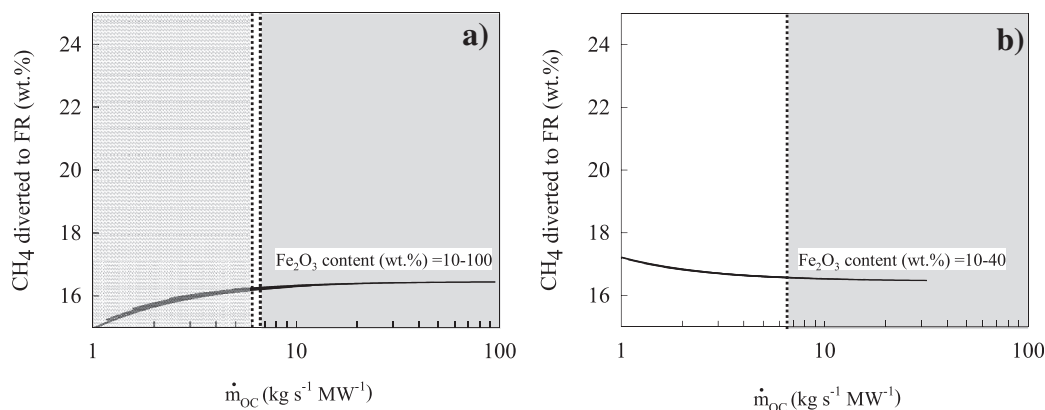 a)
CH4 diverted to FR (wt.%)
24
22
20
18
16
Fe2O3 content (wt.%) =10-100
1
10
100
ṁOC (kg s-1 MW-1)
b)
CH4 diverted to FR (wt.%)
24
22
20
18
16
Fe2O3 content (wt.%) =10-40
1
10
100
ṁOC (kg s-1 MW-1)